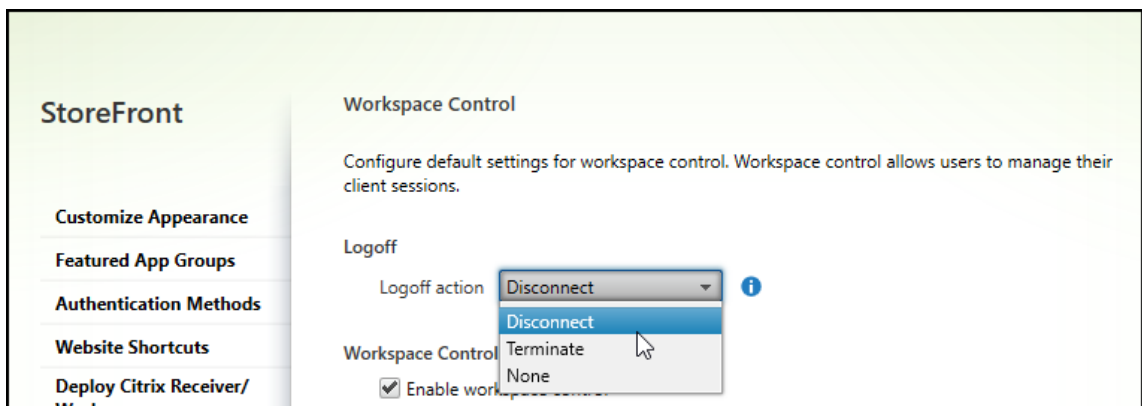 StoreFront
Customize Appearance
Featured App Groups
Authentication Methods
Website Shortcuts
Deploy Citrix Receiver/
Workspace Control
Configure default settings for workspace control. Workspace control allows users to manage their
client sessions.
Logoff
Logoff action Disconnect
Disconnect
Terminate
None
Workspace Control
Enable